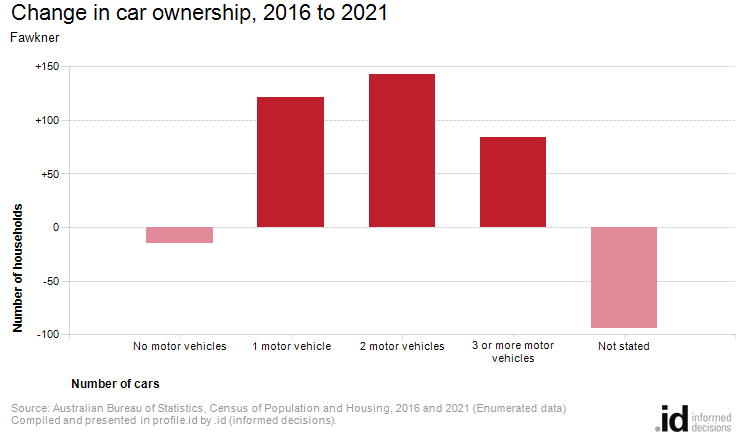 Change in car ownership, 2016 to 2021
Fawkner
Number of households
+150
+100
+50
0
-50
-100
No motor vehicles
1 motor vehicle
2 motor vehicles
3 or more motor
vehicles
Not stated
Number of cars
Source: Australian Bureau of Statistics, Census of Population and Housing, 2016 and 2021 (Enumerated data)
Compiled and presented in profile.id by .id (informed decisions).
.id informed
decisions